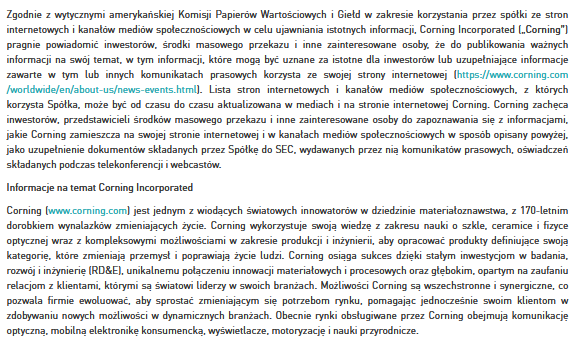 Zgodnie z wytycznymi amerykańskiej Komisji Papierów Wartościowych i Giełd w zakresie korzystania przez spółki ze stron
internetowych i kanałów mediów społecznościowych w celu ujawniania istotnych informacji, Corning Incorporated („Corning”)
pragnie powiadomić inwestorów, środki masowego przekazu i inne zainteresowane osoby, że do publikowania ważnych
informacji na swój temat, w tym informacji, które mogą być uznane za istotne dla inwestorów lub uzupełniające informacje
zawarte w tym lub innych komunikatach prasowych korzysta ze swojej strony internetowej (https://www.corning.com
/worldwide/en/about-us/news-events.html). Lista stron internetowych i kanałów mediów społecznościowych, z których
korzysta Spółka, może być od czasu do czasu aktualizowana w mediach i na stronie internetowej Corning. Corning zachęca
inwestorów, przedstawicieli środków masowego przekazu i inne zainteresowane osoby do zapoznawania się z informacjami,
jakie Corning zamieszcza na swojej stronie internetowej i w kanałach mediów społecznościowych w sposób opisany powyżej,
jako uzupełnienie dokumentów składanych przez Spółkę do SEC, wydawanych przez nią komunikatów prasowych, oświadczeń
składanych podczas telekonferencji i webcastów.
Informacje na temat Corning Incorporated
Corning (www.corning.com) jest jednym z wiodących światowych innowatorów w dziedzinie materiałoznawstwa, z 170-letnim
dorobkiem wynalazków zmieniających życie. Corning wykorzystuje swoją wiedzę z zakresu nauki o szkle, ceramice i fizyce
optycznej wraz z kompleksowymi możliwościami w zakresie produkcji i inżynierii, aby opracować produkty definiujące swoją
kategorię, które zmieniają przemysł i poprawiają życie ludzi. Corning osiąga sukces dzięki stałym inwestycjom w badania,
rozwój i inżynierię (RD&E), unikalnemu połączeniu innowacji materiałowych i procesowych oraz głębokim, opartym na zaufaniu
relacjom z klientami, którymi są światowi liderzy w swoich branżach. Możliwości Corning są wszechstronne i synergiczne, co
pozwala firmie ewoluować, aby sprostać zmieniającym się potrzebom rynku, pomagając jednocześnie swoim klientom w
zdobywaniu nowych możliwości w dynamicznych branżach. Obecnie rynki obsługiwane przez Corning obejmują komunikację
optyczną, mobilną elektronikę konsumencką, wyświetlacze, motoryzację i nauki przyrodnicze.